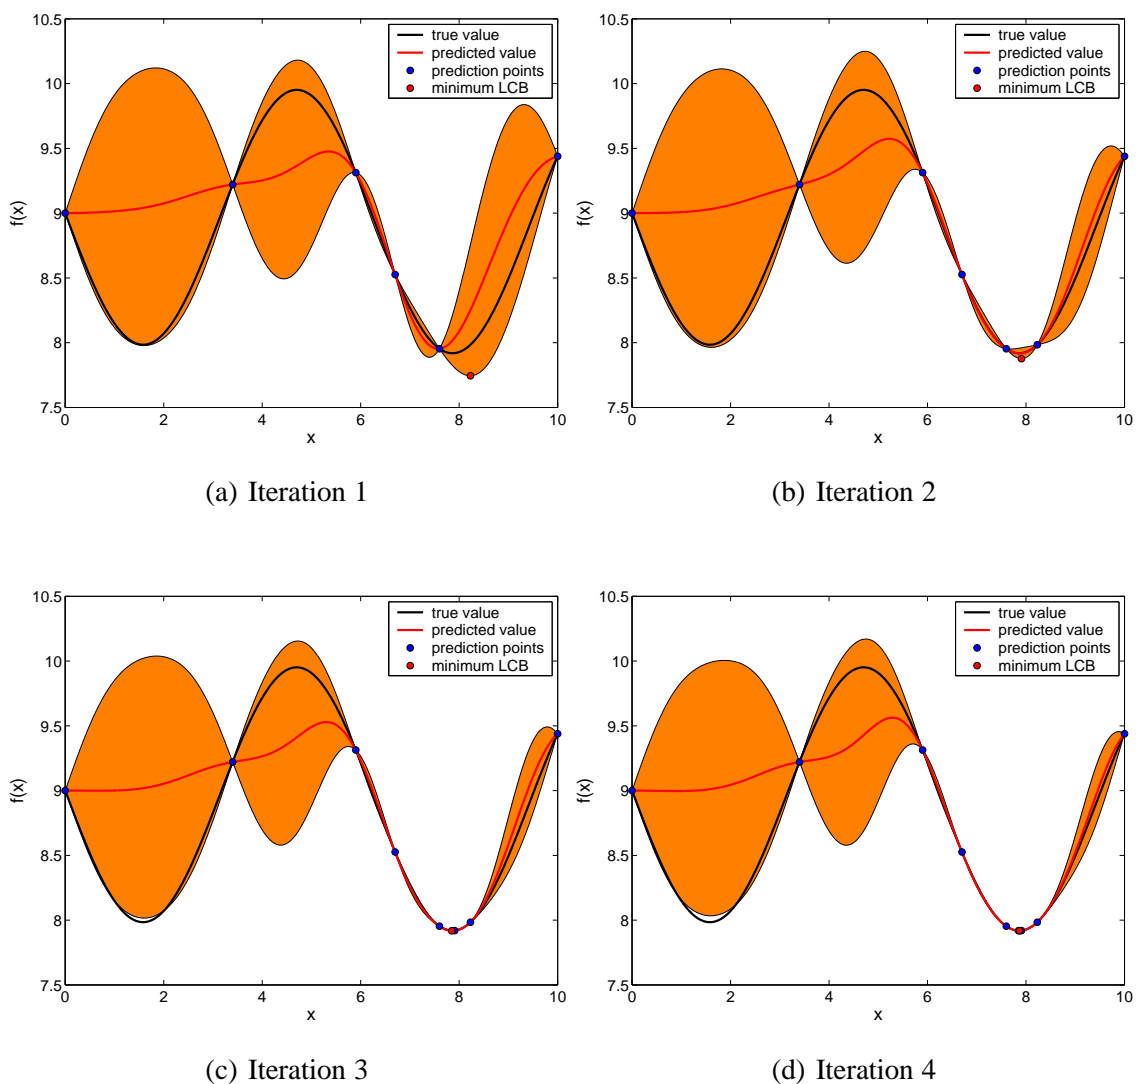 10.5
10
9.5
9
8.5
8
7.5
f(x)
0 2 4 6 8 10
x
true value
predicted value
prediction points
minimum LCB
(a) Iteration 1
10.5
10
9.5
9
8.5
8
7.5
f(x)
0 2 4 6 8 10
x
true value
predicted value
prediction points
minimum LCB
(b) Iteration 2
10.5
10
9.5
9
8.5
8
7.5
f(x)
0 2 4 6 8 10
x
true value
predicted value
prediction points
minimum LCB
(c) Iteration 3
10.5
10
9.5
9
8.5
8
7.5
f(x)
0 2 4 6 8 10
x
true value
predicted value
prediction points
minimum LCB
(d) Iteration 4